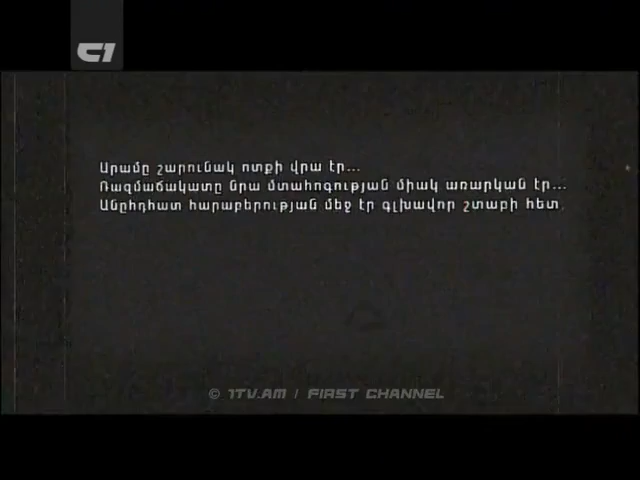 C1
Արամը շարունակ ոտքի վրա էր...
Ռազմաճակատը նրա մտահոգության միակ առարկան էր...
Անընդհատ հարաբերության մեջ էր գլխավոր շտաբի հետ
© 1TV.AM / FIRST CHANNEL